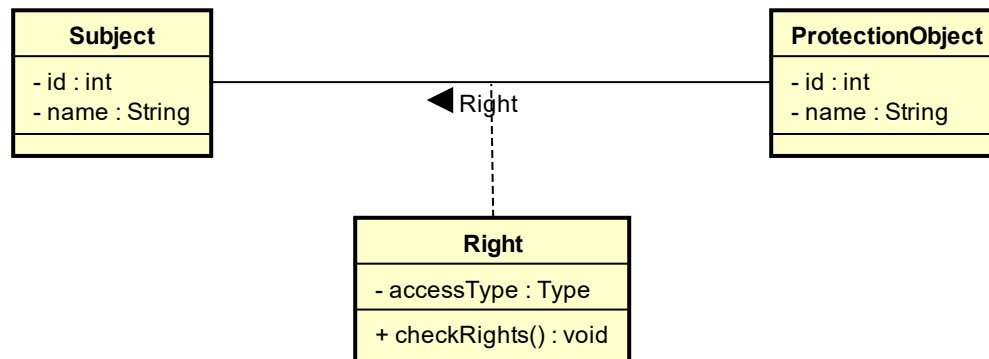 Subject
- id : int
- name : String
ProtectionObject
- id : int
- name : String
Right
Right
- accessType : Type
+ checkRights() : void